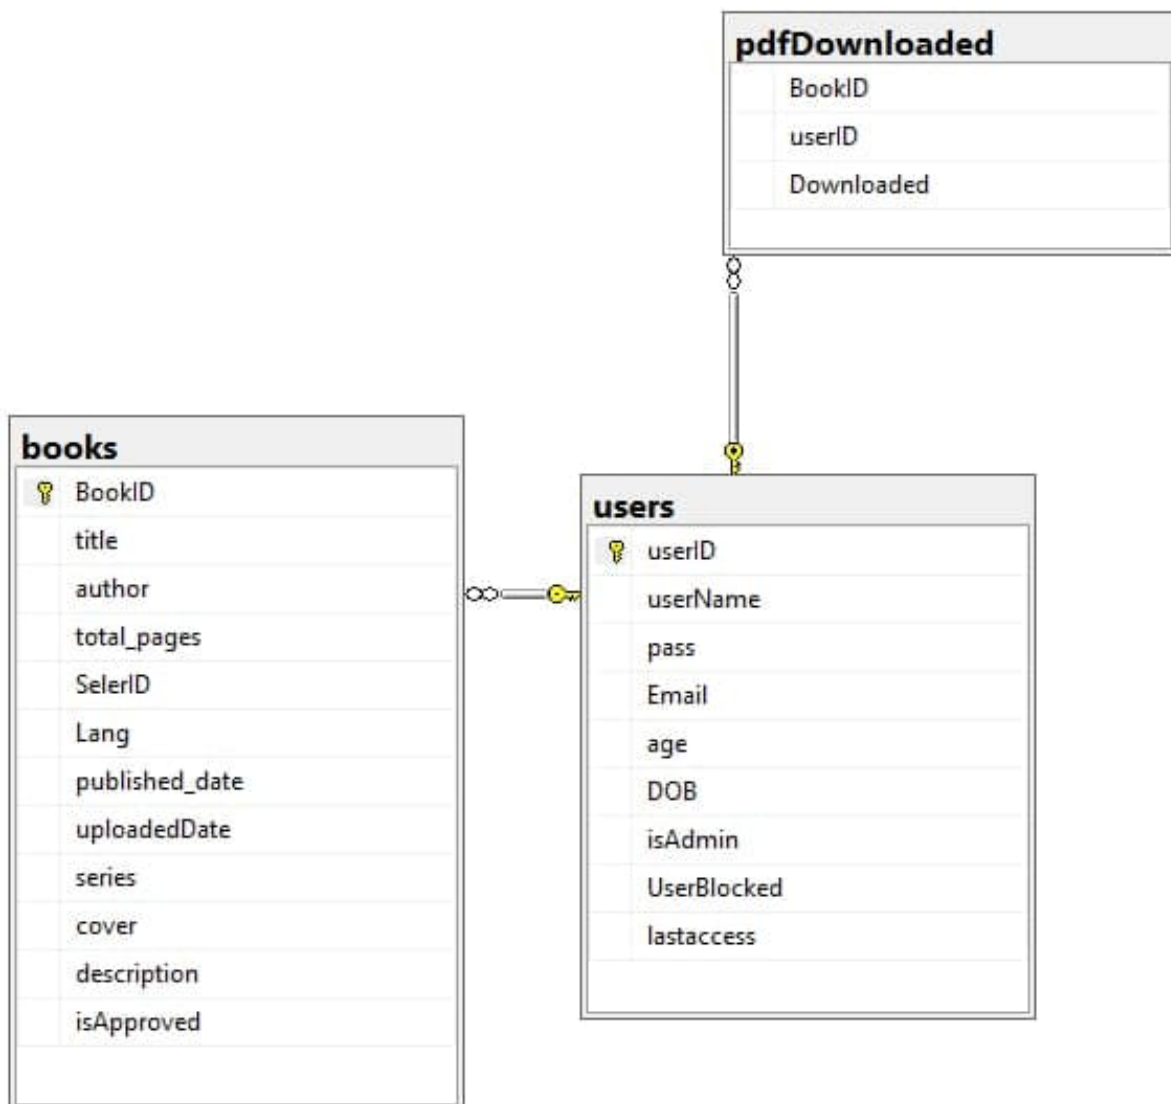 pdfDownloaded
BookID
userID
Downloaded
books
BookID
title
author
total_pages
SelerID
Lang
published_date
uploadedDate
series
cover
description
isApproved
users
userID
userName
pass
Email
age
DOB
isAdmin
UserBlocked
lastaccess